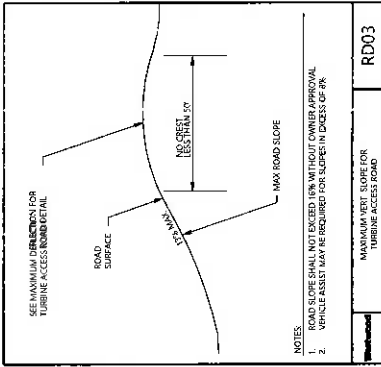 SEE MAXIMUM DEFLECTION FOR
TURBINE ACCESS ROAD DETAIL
ROAD
SURFACE
NO CREST
LESS THAN 50'
MAX ROAD SLOPE
NOTES:
1. ROAD SLOPE SHALL NOT EXCEED 16% WITHOUT OWNER APPROVAL
2. VEHICLE ASSIST MAY BE REQUIRED FOR SLOPES IN EXCESS OF 8%
Westwood
MAXIMUM VERT SLOPE FOR
TURBINE ACCESS ROAD
RD03